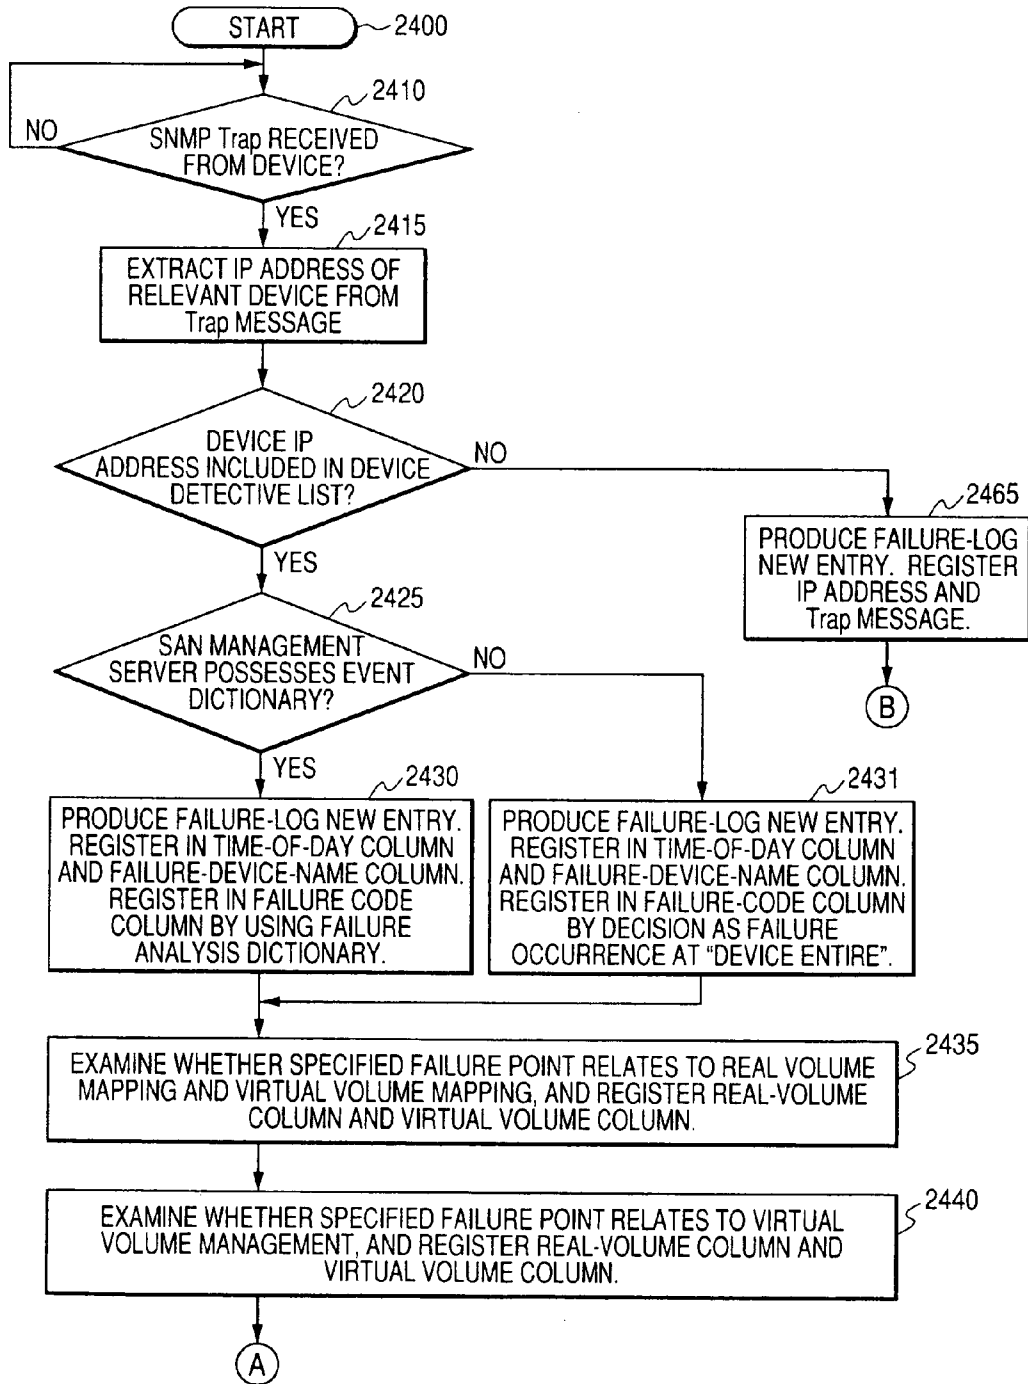 START
2400
2410
NO
SNMP Trap RECEIVED
FROM DEVICE?
YES
2415
EXTRACT IP ADDRESS OF
RELEVANT DEVICE FROM
Trap MESSAGE
2420
DEVICE IP
ADDRESS INCLUDED IN DEVICE
DETECTIVE LIST?
NO
YES
2465
PRODUCE FAILURE-LOG
NEW ENTRY. REGISTER
IP ADDRESS AND
Trap MESSAGE.
B
2425
SAN MANAGEMENT
SERVER POSSESSES EVENT
DICTIONARY?
NO
YES
2430
PRODUCE FAILURE-LOG NEW ENTRY.
REGISTER IN TIME-OF-DAY COLUMN
AND FAILURE-DEVICE-NAME COLUMN.
REGISTER IN FAILURE CODE
COLUMN BY USING FAILURE
ANALYSIS DICTIONARY.
2431
PRODUCE FAILURE-LOG NEW ENTRY.
REGISTER IN TIME-OF-DAY COLUMN
AND FAILURE-DEVICE-NAME COLUMN.
REGISTER IN FAILURE-CODE COLUMN
BY DECISION AS FAILURE
OCCURRENCE AT “DEVICE ENTIRE”.
2435
EXAMINE WHETHER SPECIFIED FAILURE POINT RELATES TO REAL VOLUME
MAPPING AND VIRTUAL VOLUME MAPPING, AND REGISTER REAL-VOLUME
COLUMN AND VIRTUAL VOLUME COLUMN.
2440
EXAMINE WHETHER SPECIFIED FAILURE POINT RELATES TO VIRTUAL
VOLUME MANAGEMENT, AND REGISTER REAL-VOLUME COLUMN AND
VIRTUAL VOLUME COLUMN.
A